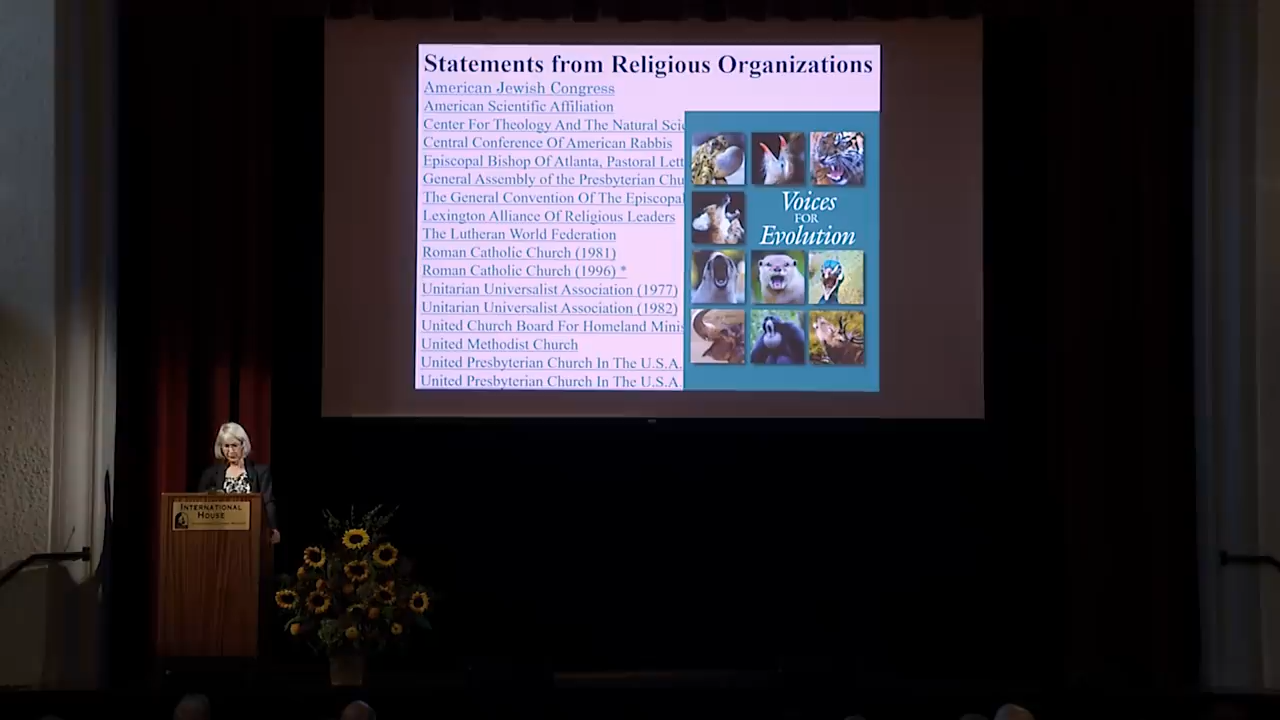 Statements from Religious Organizations
American Jewish Congress
American Scientific Affiliation
Center For Theology And The Natural Scie
Central Conference Of American Rabbis
Episcopal Bishop Of Atlanta, Pastoral Lett
General Assembly of the Presbyterian Chu
The General Convention Of The Episcopal
Lexington Alliance Of Religious Leaders
The Lutheran World Federation
Roman Catholic Church (1981)
Roman Catholic Church (1996) *
Unitarian Universalist Association (1977)
Unitarian Universalist Association (1982)
United Church Board For Homeland Minis
United Methodist Church
United Presbyterian Church In The U.S.A.
United Presbyterian Church In The U.S.A.
Voices
FOR
Evolution
INTERNATIONAL
HOUSE